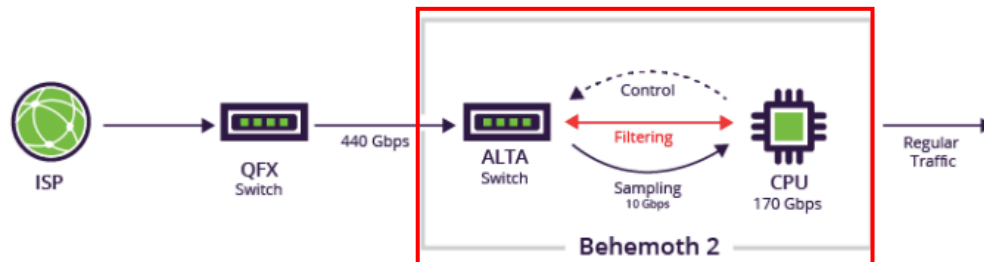 ISP
QFX
Switch
440 Gbps
ALTA
Switch
Control
Filtering
Sampling
10 Gbps
CPU
170 Gbps
Regular
Traffic
Behemoth 2